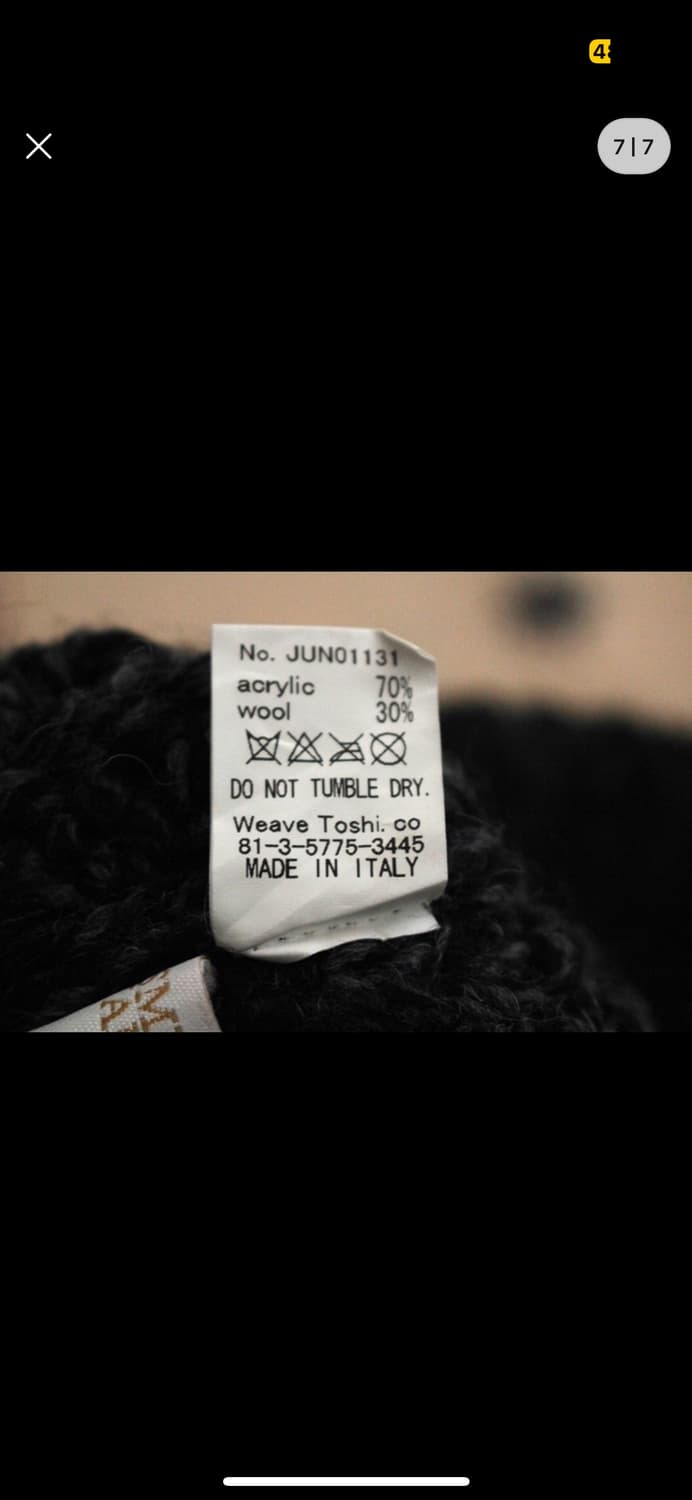 7|7
No. JUN01131
acrylic 70%
wool 30%
DO NOT TUMBLE DRY.
Weave Toshi. co
81-3-5775-3445
MADE IN ITALY